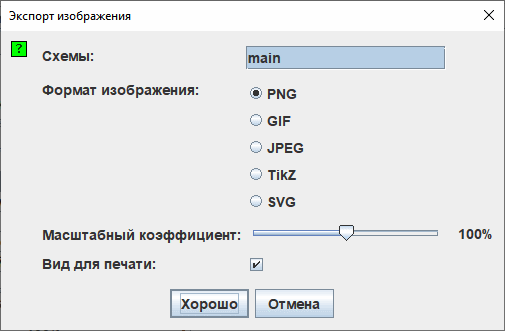 Экспорт изображения
?
Схемы:
main
Формат изображения:
PNG
GIF
JPEG
TikZ
SVG
Масштабный коэффициент:
100%
Вид для печати:
Хорошо
Отмена